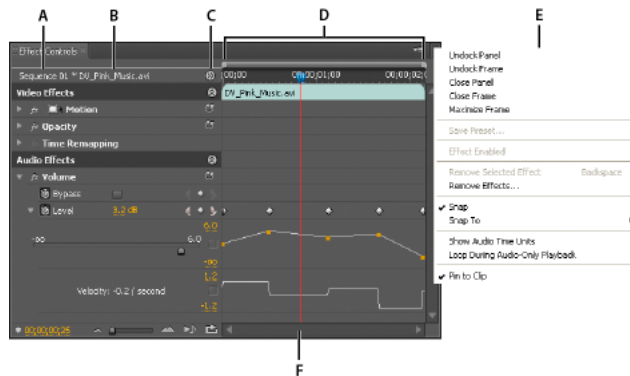 A B C D E
Effect Controls
Sequence 01 * DV_Pink_Music.avi
;00;00 00;00;01;00 00;00;02;
Video Effects
DV_Pink_Music.avi
fx Motion
fx Opacity
Time Remapping
Audio Effects
fx Volume
Bypass
Level 3.2 dB
6.0
-∞ 6.0
-∞
1.2
Velocity: -0.2 / second
-1.2
00;00;00;25
F
Undock Panel
Undock Frame
Close Panel
Close Frame
Maximize Frame
Save Preset...
Effect Enabled
Remove Selected Effect Backspace
Remove Effects...
Snap
Snap To
Show Audio Time Units
Loop During Audio-Only Playback
Pin to Clip